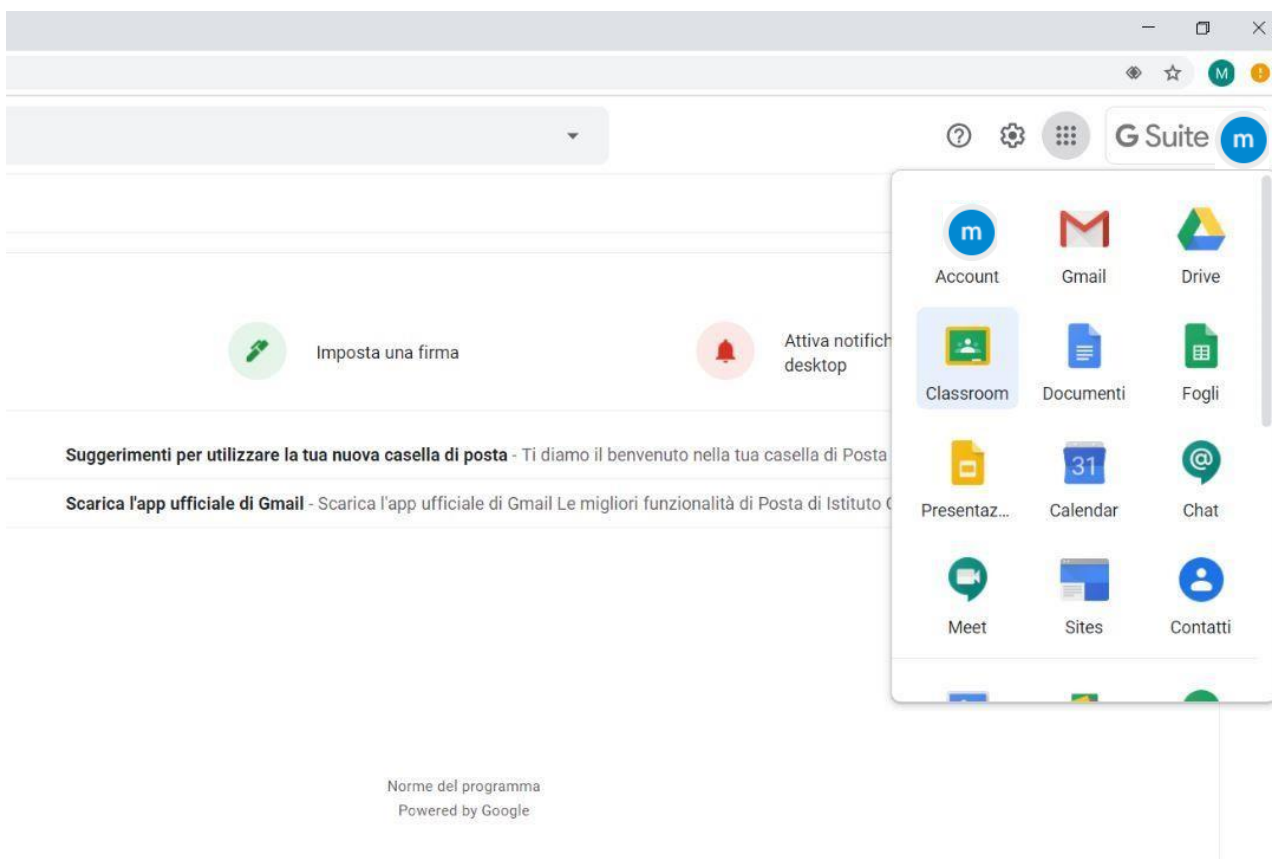 M
G Suite m
m
Account Gmail Drive
Imposta una firma
Attiva notifich
desktop
Classroom Documenti Fogli
Suggerimenti per utilizzare la tua nuova casella di posta - Ti diamo il benvenuto nella tua casella di Posta
Scarica l'app ufficiale di Gmail - Scarica l'app ufficiale di Gmail Le migliori funzionalità di Posta di Istituto
31
Presentaz... Calendar Chat
Meet Sites Contatti
Norme del programma
Powered by Google